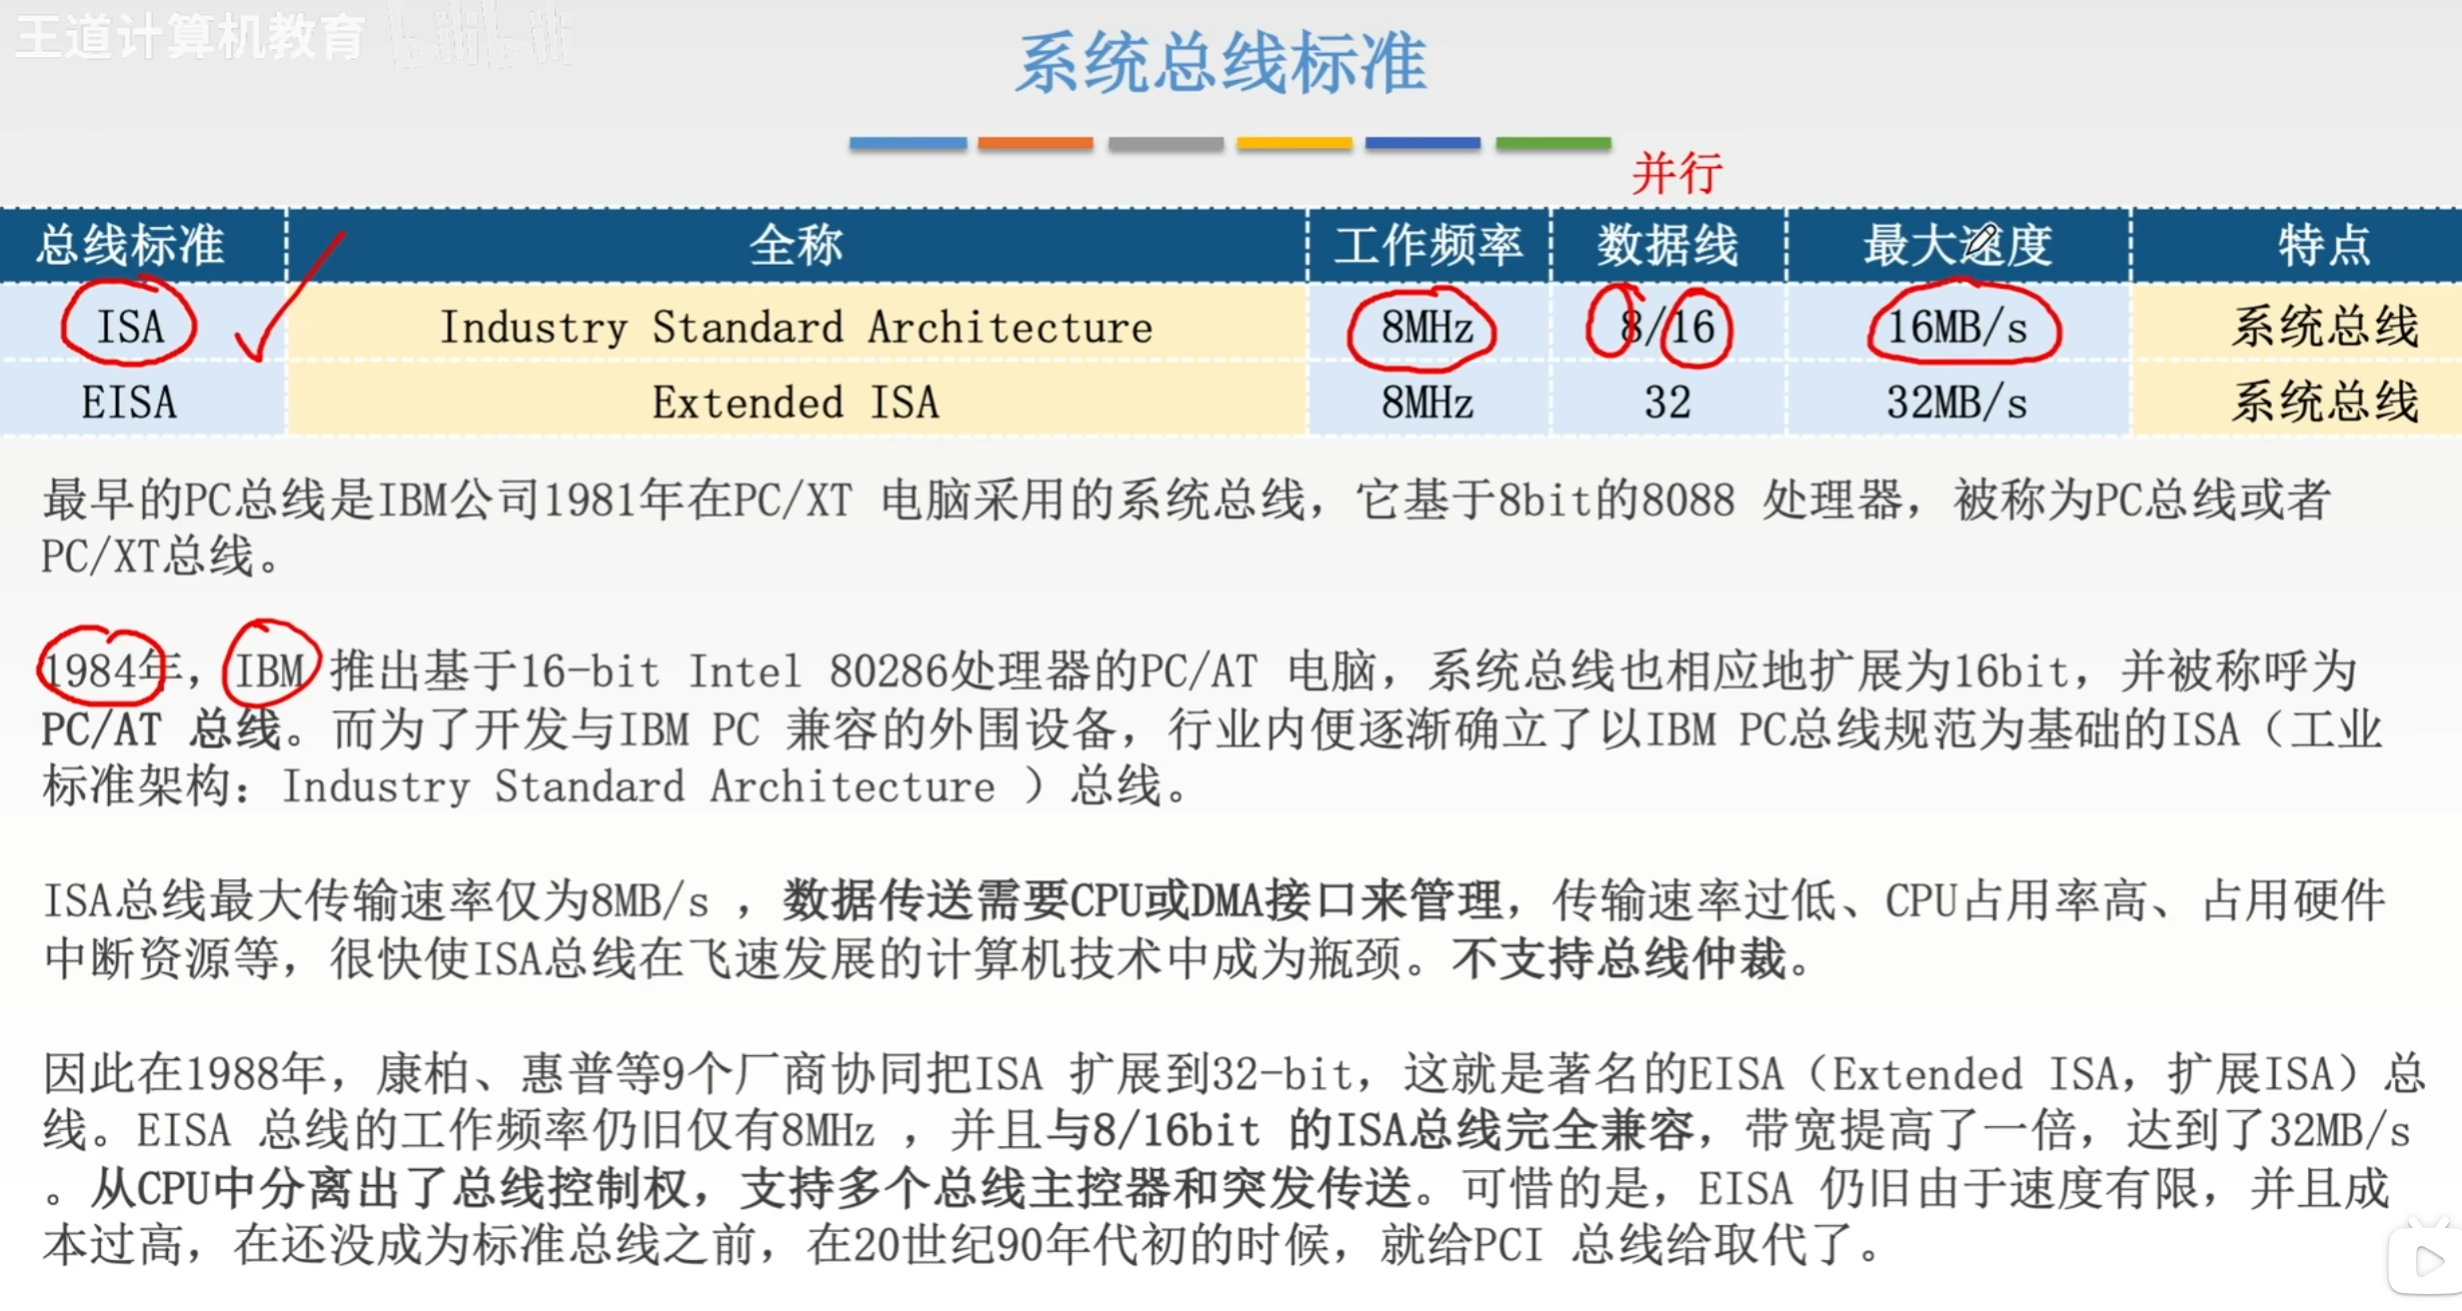 王道计算机教育 bilibili
系统总线标准
并行
总线标准 全称 工作频率 数据线 最大速度 特点
ISA Industry Standard Architecture 8MHz 8/16 16MB/s 系统总线
EISA Extended ISA 8MHz 32 32MB/s 系统总线
最早的PC总线是IBM公司1981年在PC/XT 电脑采用的系统总线，它基于8bit的8088 处理器，被称为PC总线或者
PC/XT总线。
1984年，IBM 推出基于16-bit Intel 80286处理器的PC/AT 电脑，系统总线也相应地扩展为16bit，并被称呼为
PC/AT 总线。而为了开发与IBM PC 兼容的外围设备，行业内便逐渐确立了以IBM PC总线规范为基础的ISA（工业
标准架构：Industry Standard Architecture ）总线。
ISA总线最大传输速率仅为8MB/s ，数据传送需要CPU或DMA接口来管理，传输速率过低、CPU占用率高、占用硬件
中断资源等，很快使ISA总线在飞速发展的计算机技术中成为瓶颈。不支持总线仲裁。
因此在1988年，康柏、惠普等9个厂商协同把ISA 扩展到32-bit，这就是著名的EISA（Extended ISA，扩展ISA）总
线。EISA 总线的工作频率仍旧仅有8MHz ，并且与8/16bit 的ISA总线完全兼容，带宽提高了一倍，达到了32MB/s
。从CPU中分离出了总线控制权，支持多个总线主控器和突发传送。可惜的是，EISA 仍旧由于速度有限，并且成
本过高，在还没成为标准总线之前，在20世纪90年代初的时候，就给PCI 总线给取代了。